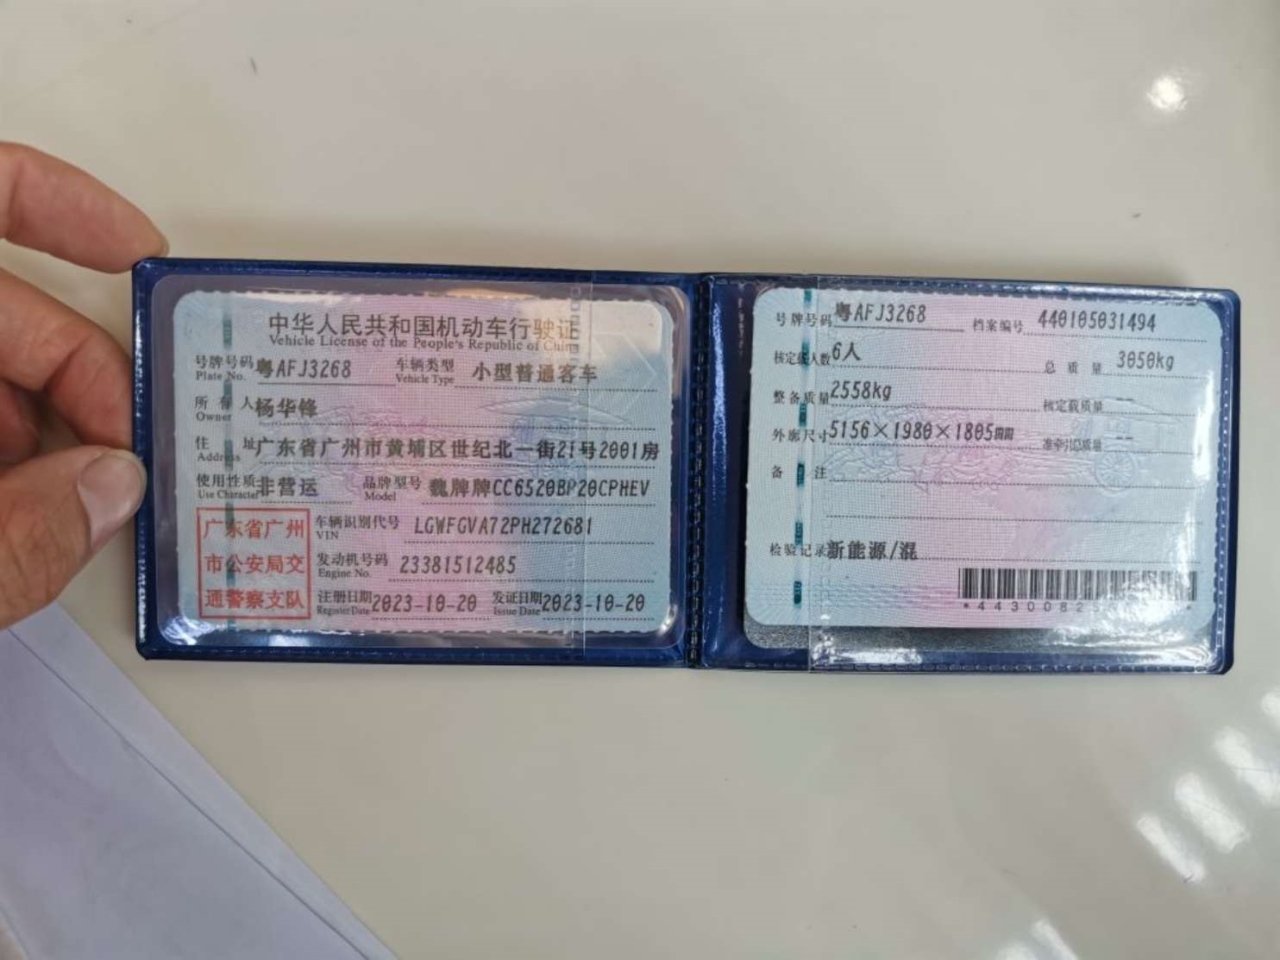 中华人民共和国机动车行驶证
Vehicle License of the People's Republic of China
号牌号码 粤AFJ3268 车辆类型 小型普通客车
Plate No. Vehicle Type
所有人 杨华锋
Owner
住址 广东省广州市黄埔区世纪北一街21号2001房
Address
使用性质 非营运 品牌型号 魏牌牌CC6520BP20CPHEV
Use Character Model
广东省广州
市公安局交
通警察支队
车辆识别代号 LGWFGVA72PH272681
VIN
发动机号码 23381512485
Engine No.
注册日期 2023-10-20 发证日期 2023-10-20
Register Date Issue Date
号牌号码 粤AFJ3268 档案编号 440105031494
核定载人数 6人 总质量 3050kg
整备质量 2558kg 核定载质量 --
外廓尺寸 5156×1980×1805mm 准牵引总质量 --
备注
检验记录 新能源/混
*4430082